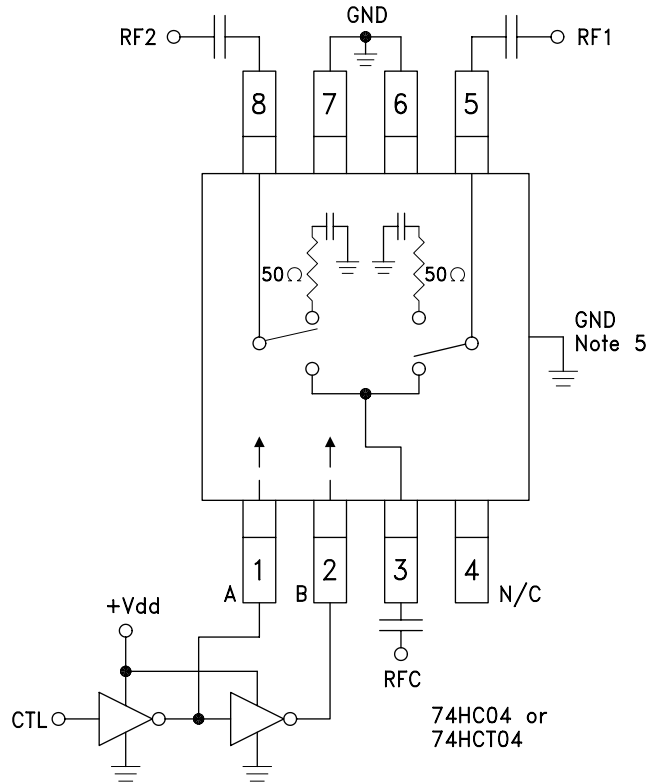 GND
RF2
RF1
8
7
6
5
50Ω
50Ω
GND
Note 5
1
2
3
4
A
B
N/C
+Vdd
RFC
CTL
74HC04 or
74HCT04